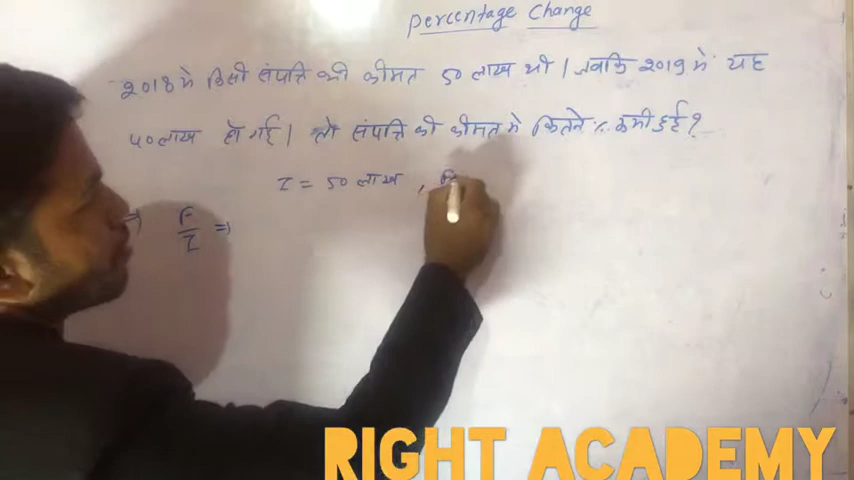 Percentage Change
2018 मे किसी संपत्ति की कीमत 50 लाख थी । जबकि 2019 मे यह
40 लाख हो गई । तो संपत्ति की कीमत मे कितने % कमी हुई ?
I = 50 लाख , F
⇒ F/I ⇒
RIGHT ACADEMY